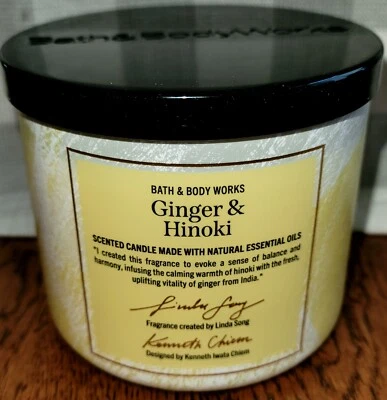 Bath & Body Works
BATH & BODY WORKS
Ginger &
Hinoki
SCENTED CANDLE MADE WITH NATURAL ESSENTIAL OILS
"I created this fragrance to evoke a sense of balance and
harmony, infusing the calming warmth of hinoki with the fresh,
uplifting vitality of ginger from India."
Linda Song
Fragrance created by Linda Song
Kenneth Chiem
Designed by Kenneth Iwata Chiem